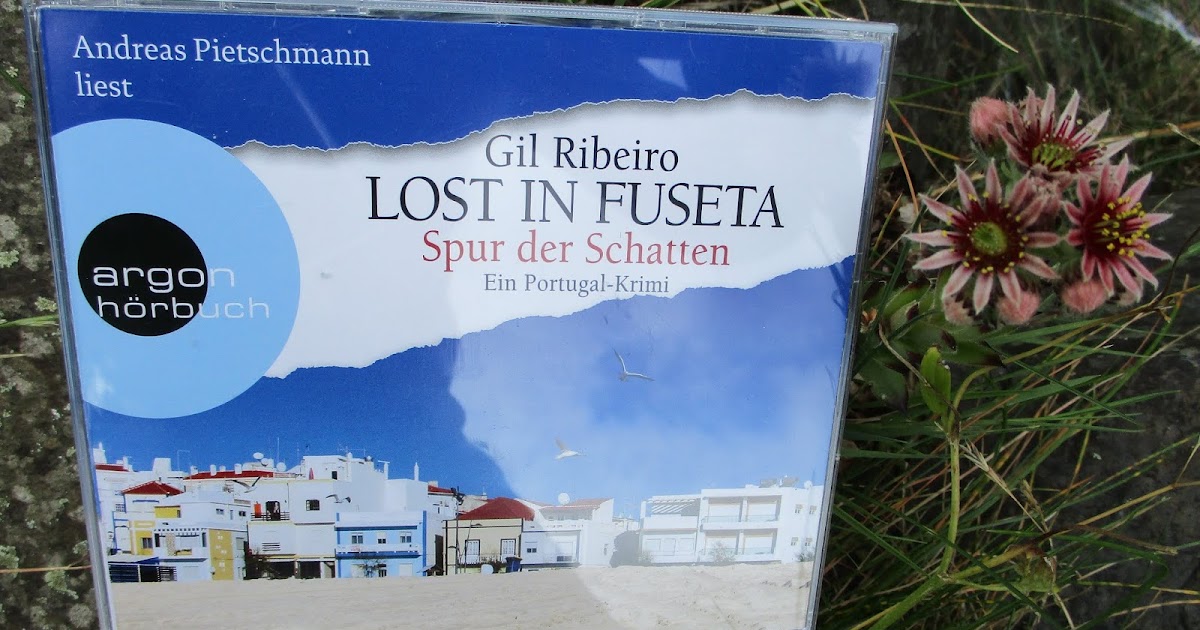 Andreas Pietschmann
liest
Gil Ribeiro
LOST IN FUSETA
Spur der Schatten
Ein Portugal-Krimi
argon
hörbuch